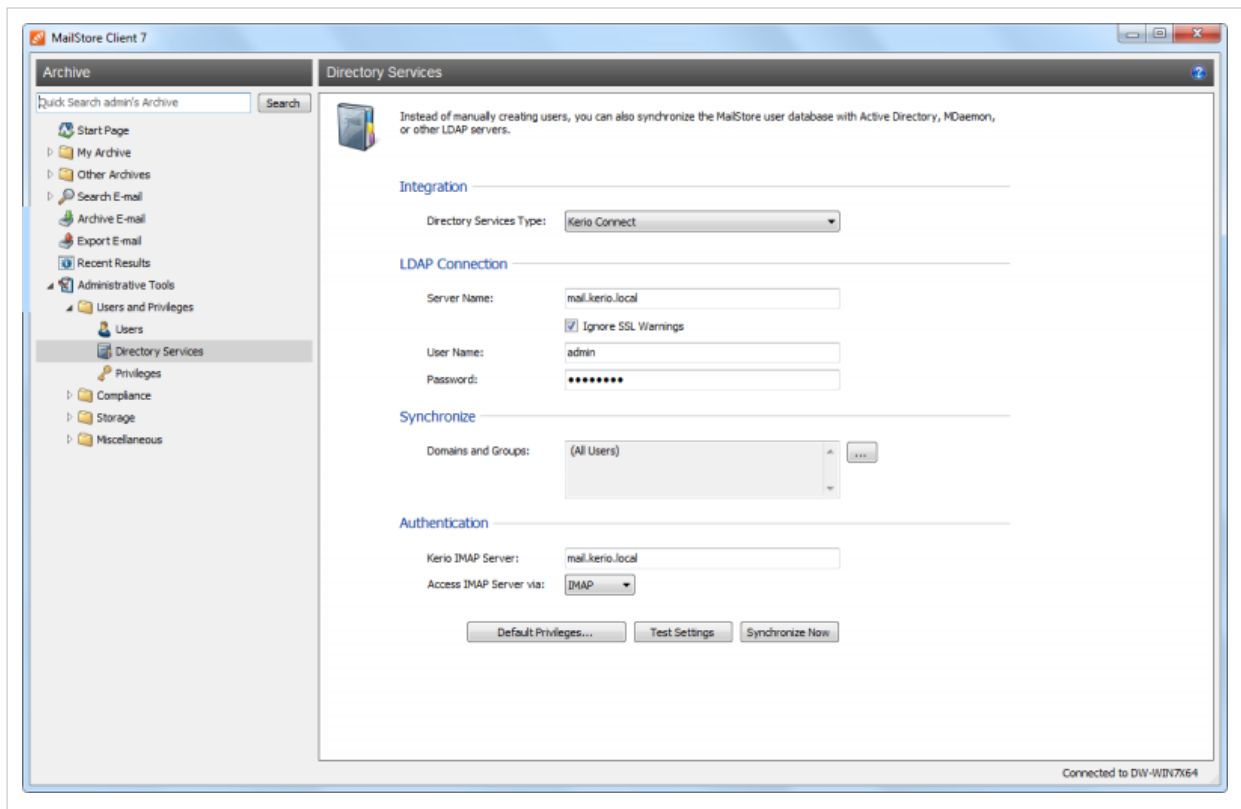 MailStore Client 7
Archive
Quick Search admin's Archive
Search
Start Page
My Archive
Other Archives
Search E-mail
Archive E-mail
Export E-mail
Recent Results
Administrative Tools
Users and Privileges
Users
Directory Services
Privileges
Compliance
Storage
Miscellaneous
Directory Services
Instead of manually creating users, you can also synchronize the MailStore user database with Active Directory, MDaemon,
or other LDAP servers.
Integration
Directory Services Type: Kerio Connect
LDAP Connection
Server Name: mail.kerio.local
Ignore SSL Warnings
User Name: admin
Password: ●●●●●●●●
Synchronize
Domains and Groups: (All Users) ...
Authentication
Kerio IMAP Server: mail.kerio.local
Access IMAP Server via: IMAP
Default Privileges... Test Settings Synchronize Now
Connected to DW-WIN7X64